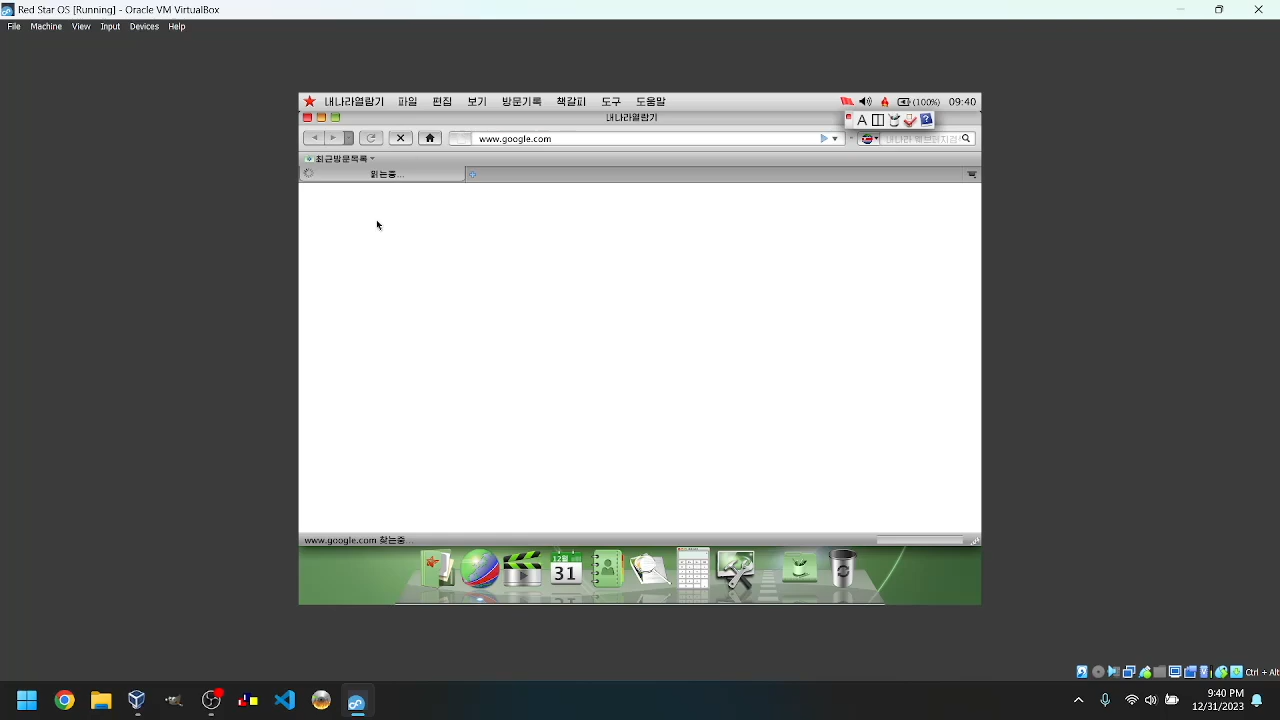 Red Star OS [Running] - Oracle VM VirtualBox
File Machine View Input Devices Help
내나라열람기 파일 편집 보기 방문기록 책갈피 도구 도움말 (100%) 09:40
내나라열람기
www.google.com
최근방문목록
읽는중...
www.google.com 찾는중...
12월
31
Ctrl + Alt
9:40 PM
12/31/2023